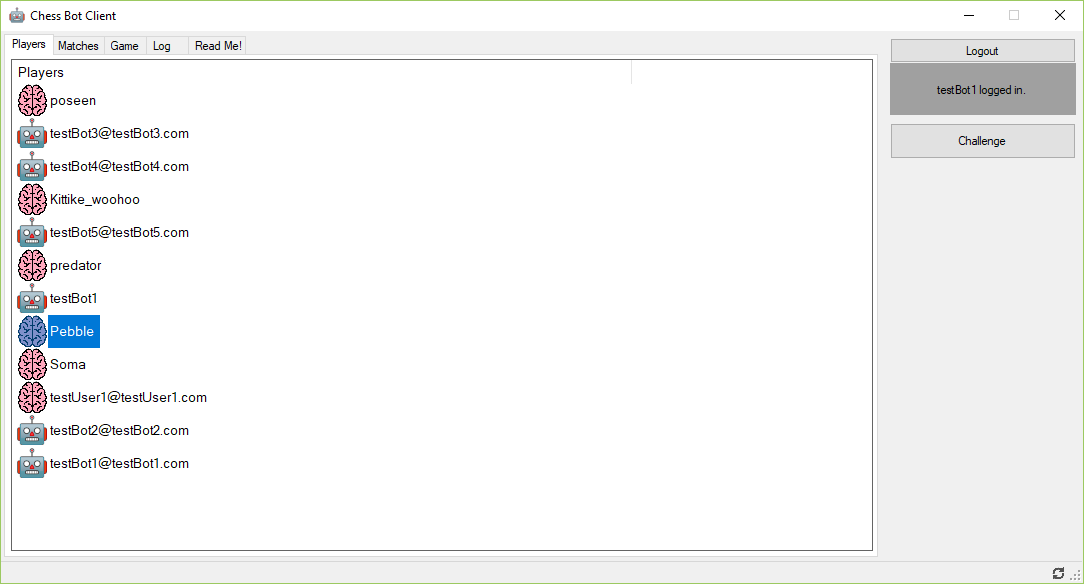 Chess Bot Client
Players Matches Game Log Read Me!
Logout
Players
testBot1 logged in.
Challenge
poseen
testBot3@testBot3.com
testBot4@testBot4.com
Kittike_woohoo
testBot5@testBot5.com
predator
testBot1
Pebble
Soma
testUser1@testUser1.com
testBot2@testBot2.com
testBot1@testBot1.com